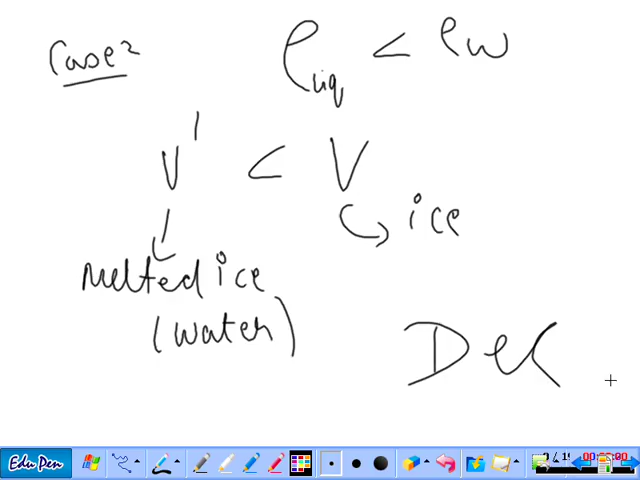 Case 2
ρliq < ρw
V' < V
ice
Melted ice
(water)
Dec
Edu Pen